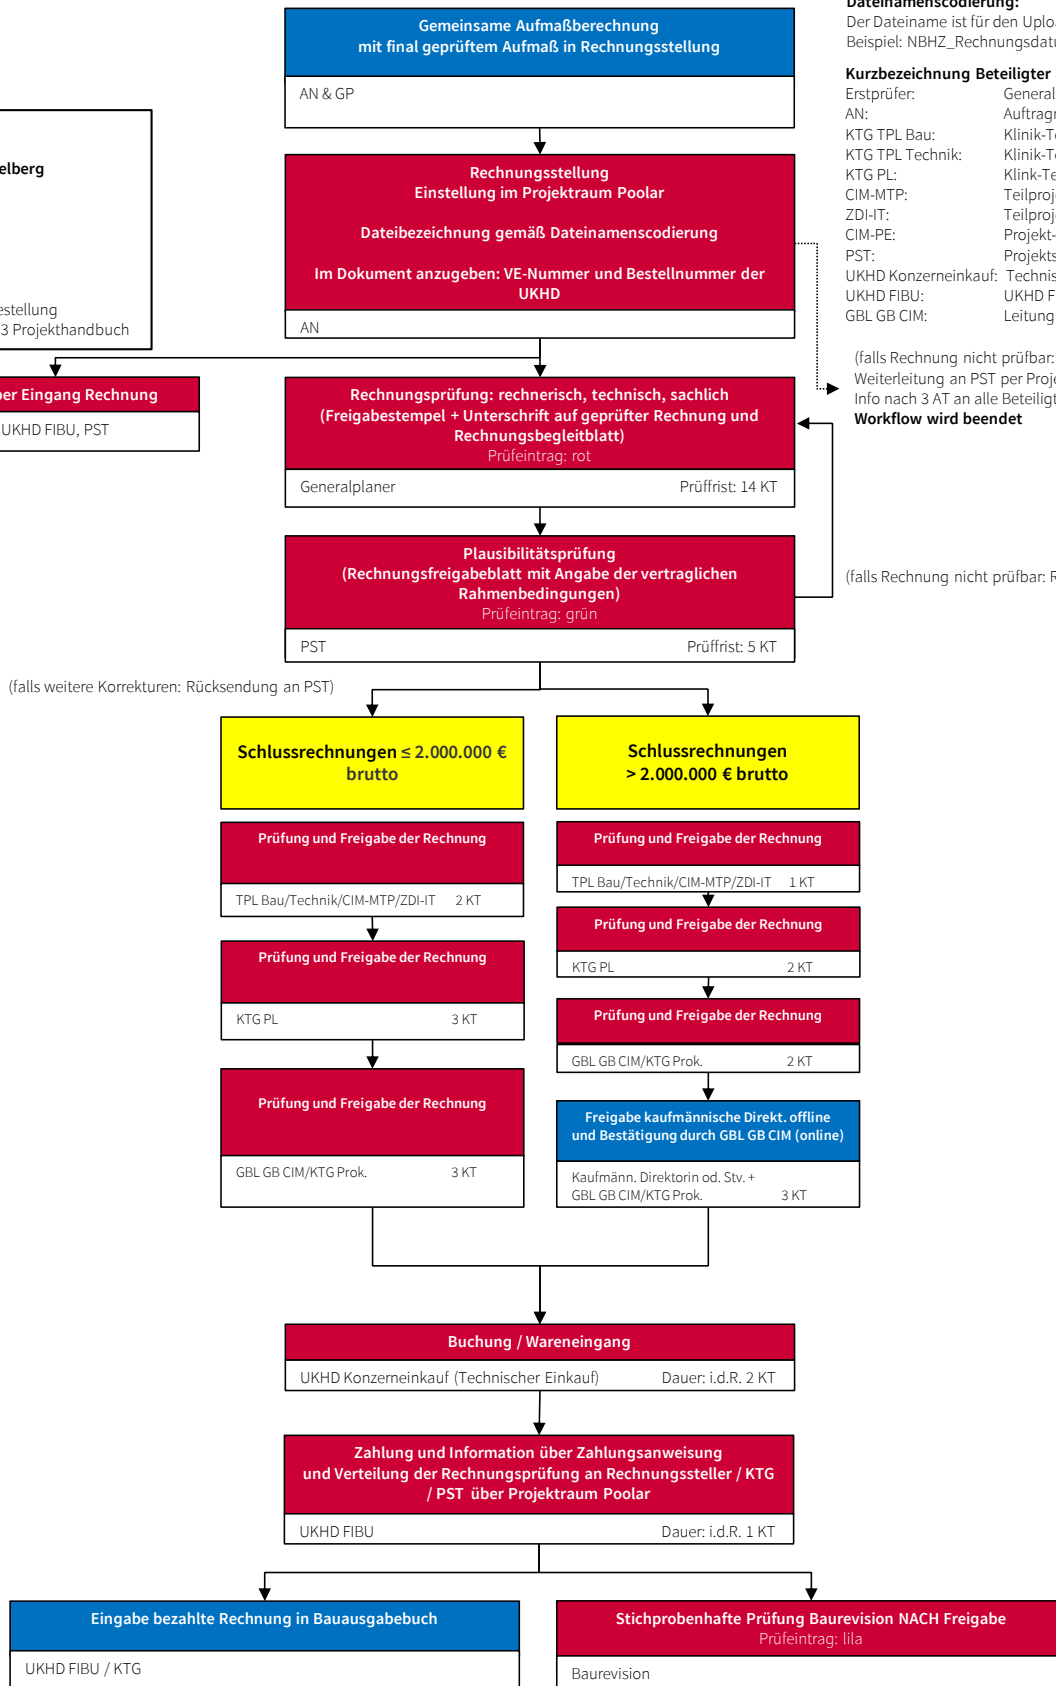 Dateinamenscodierung:
Der Dateiname ist für den
Beispiel: NBHZ_Rechnungsdatu
Gemeinsame Aufmaßberechnung
mit final geprüftem Aufmaß in Rechnungsstellung
AN & GP
Kurzbezeichnung Beteiligter
Erstprüfer: General
AN: Auftragn
KTG TPL Bau: Klinik-Te
KTG TPL Technik: Klinik-Te
KTG PL: Klink-Te
CIM-MTP: Teilproje
ZDI-IT: Teilproje
CIM-PE: Projekt-
PST: Projekts
UKHD Konzerneinkauf: Technis
UKHD FIBU: UKHD F
GBL GB CIM: Leitung
elberg
estellung
3 Projekthandbuch
Rechnungsstellung
Einstellung im Projektraum Poolar
Dateibezeichnung gemäß Dateinamenscodierung
Im Dokument anzugeben: VE-Nummer und Bestellnummer der
UKHD
AN
(falls Rechnung nicht prüfbar:
Weiterleitung an PST per Proje
Info nach 3 AT an alle Beteiligt
Workflow wird beendet
ber Eingang Rechnung
UKHD FIBU, PST
Rechnungsprüfung: rechnerisch, technisch, sachlich
(Freigabestempel + Unterschrift auf geprüfter Rechnung und
Rechnungsbegleitblatt)
Prüfeintrag: rot
Generalplaner Prüffrist: 14 KT
Plausibilitätsprüfung
(Rechnungsfreigabeblatt mit Angabe der vertraglichen
Rahmenbedingungen)
Prüfeintrag: grün
PST Prüffrist: 5 KT
(falls Rechnung nicht prüfbar: R
(falls weitere Korrekturen: Rücksendung an PST)
Schlussrechnungen ≤ 2.000.000 €
brutto
Prüfung und Freigabe der Rechnung
TPL Bau/Technik/CIM-MTP/ZDI-IT 2 KT
Prüfung und Freigabe der Rechnung
KTG PL 3 KT
Prüfung und Freigabe der Rechnung
GBL GB CIM/KTG Prok. 3 KT
Schlussrechnungen
> 2.000.000 € brutto
Prüfung und Freigabe der Rechnung
TPL Bau/Technik/CIM-MTP/ZDI-IT 1 KT
Prüfung und Freigabe der Rechnung
KTG PL 2 KT
Prüfung und Freigabe der Rechnung
GBL GB CIM/KTG Prok. 2 KT
Freigabe kaufmännische Direkt. offline
und Bestätigung durch GBL GB CIM (online)
Kaufmänn. Direktorin od. Stv. +
GBL GB CIM/KTG Prok. 3 KT
Buchung / Wareneingang
UKHD Konzerneinkauf (Technischer Einkauf) Dauer: i.d.R. 2 KT
Zahlung und Information über Zahlungsanweisung
und Verteilung der Rechnungsprüfung an Rechnungssteller / KTG
/ PST über Projektraum Poolar
UKHD FIBU Dauer: i.d.R. 1 KT
Eingabe bezahlte Rechnung in Bauausgabebuch
UKHD FIBU / KTG
Stichprobenhafte Prüfung Baurevision NACH Freigabe
Prüfeintrag: lila
Baurevision